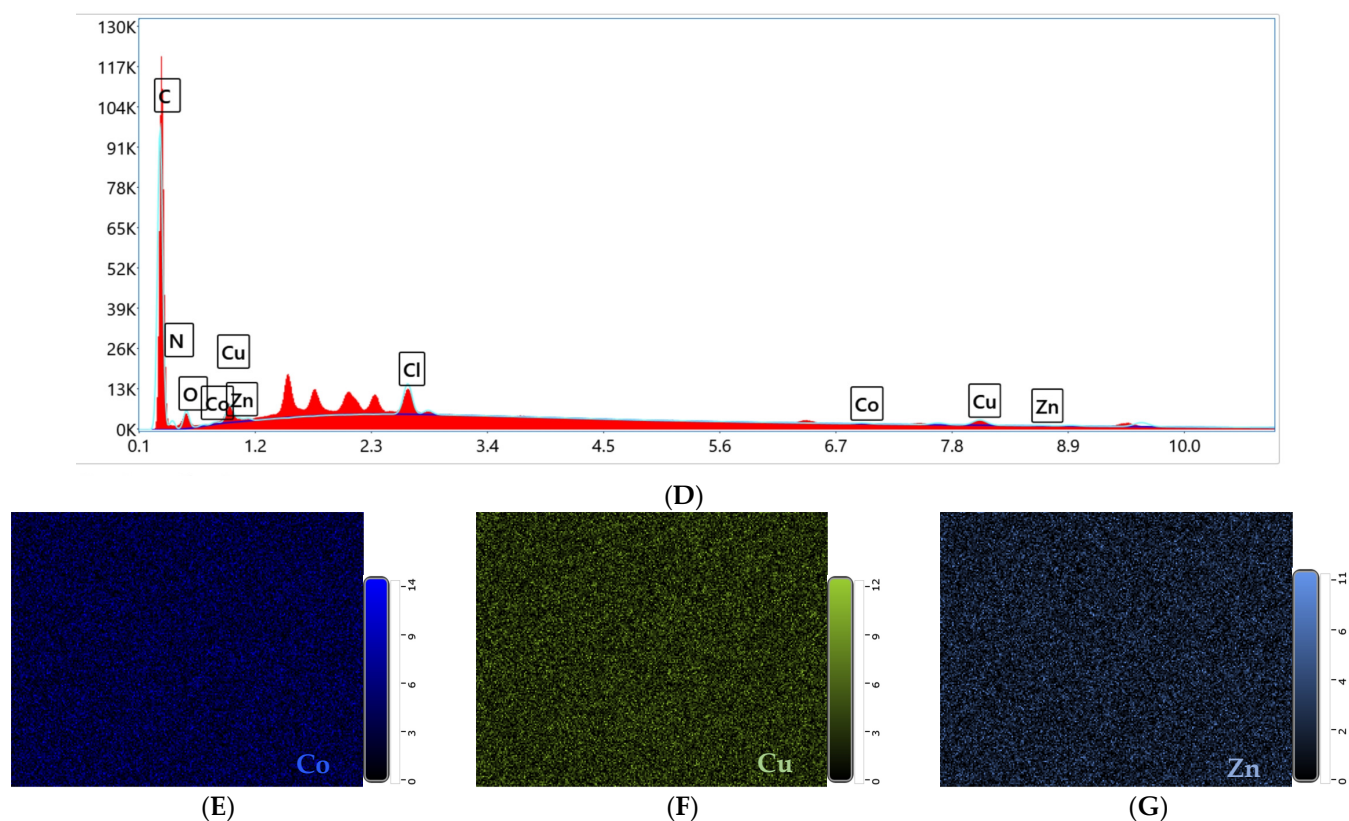 130K
117K
104K
91K
78K
65K
52K
39K
26K
13K
0K
C
N
O
Co
Cu
Zn
Cl
Co
Cu
Zn
0.1 1.2 2.3 3.4 4.5 5.6 6.7 7.8 8.9 10.0
(D)
14
9
6
3
0
Co
12
9
6
3
0
Cu
11
6
4
2
0
Zn
(E) (F) (G)